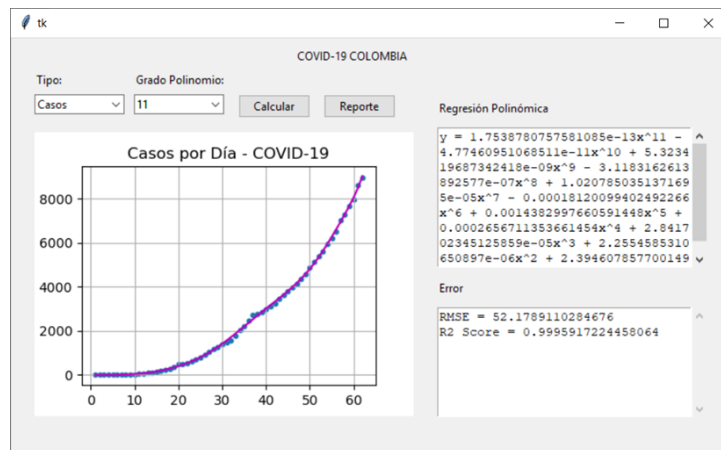 tk
COVID-19 COLOMBIA
Tipo:
Grado Polinomio:
Casos
11
Calcular
Reporte
Casos por Día - COVID-19
8000
6000
4000
2000
0
0 10 20 30 40 50 60
Regresión Polinómica
y = 1.7538780757581085e-13x^11 -
4.77460951068511e-11x^10 + 5.3234
19687342418e-09x^9 - 3.1183162613
892577e-07x^8 + 1.020785035137169
5e-05x^7 - 0.00018120099402492266
x^6 + 0.0014382997660591448x^5 +
0.0002656711353661454x^4 + 2.8417
02345125859e-05x^3 + 2.2554585310
650897e-06x^2 + 2.394607857700149
Error
RMSE = 52.1789110284676
R2 Score = 0.9995917224458064